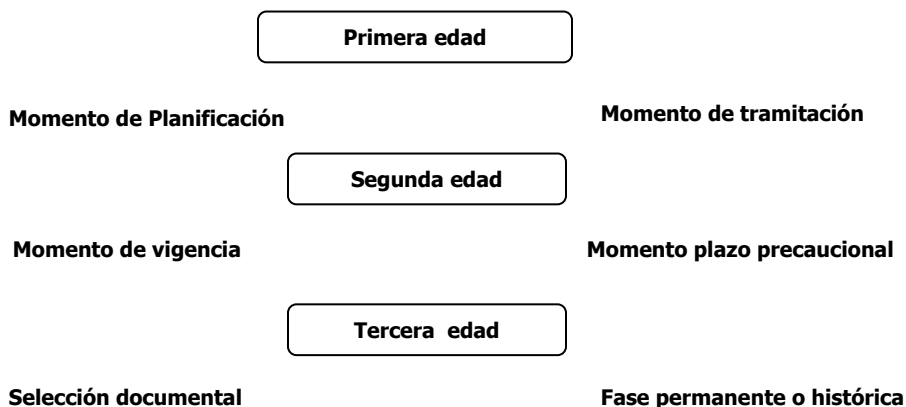 Primera edad
Momento de Planificación
Momento de tramitación
Segunda edad
Momento de vigencia
Momento plazo precaucional
Tercera edad
Selección documental
Fase permanente o histórica